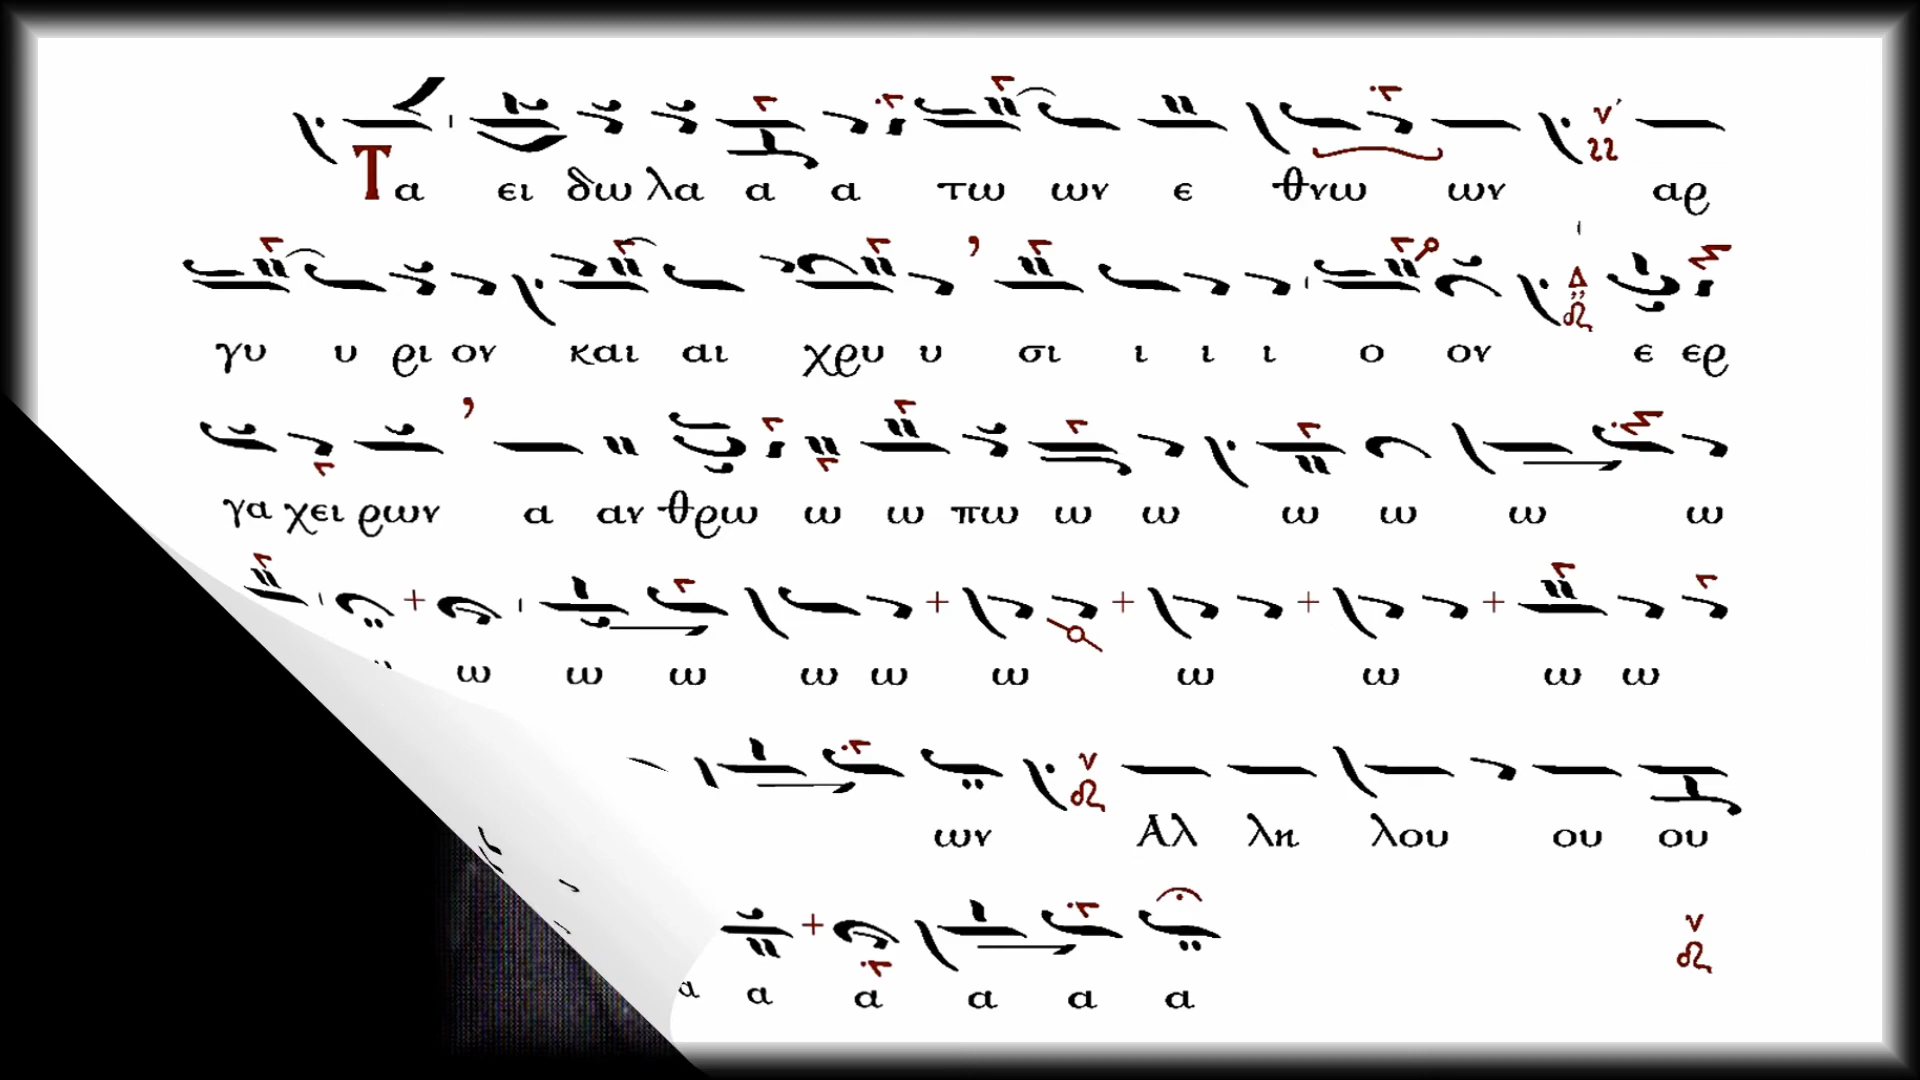 Τα ει δω λα α α τω ων ε θνω ων αρ
γυ υ ρι ον και αι χρυ υ σι ι ι ι ο ον ε ερ
γα χει ρων α αν θρω ω ω πω ω ω ω ω ω ω
ω ω ω ω ω ω ω ω ω ω
ων Αλ λη λου ου ου
α α α α α α